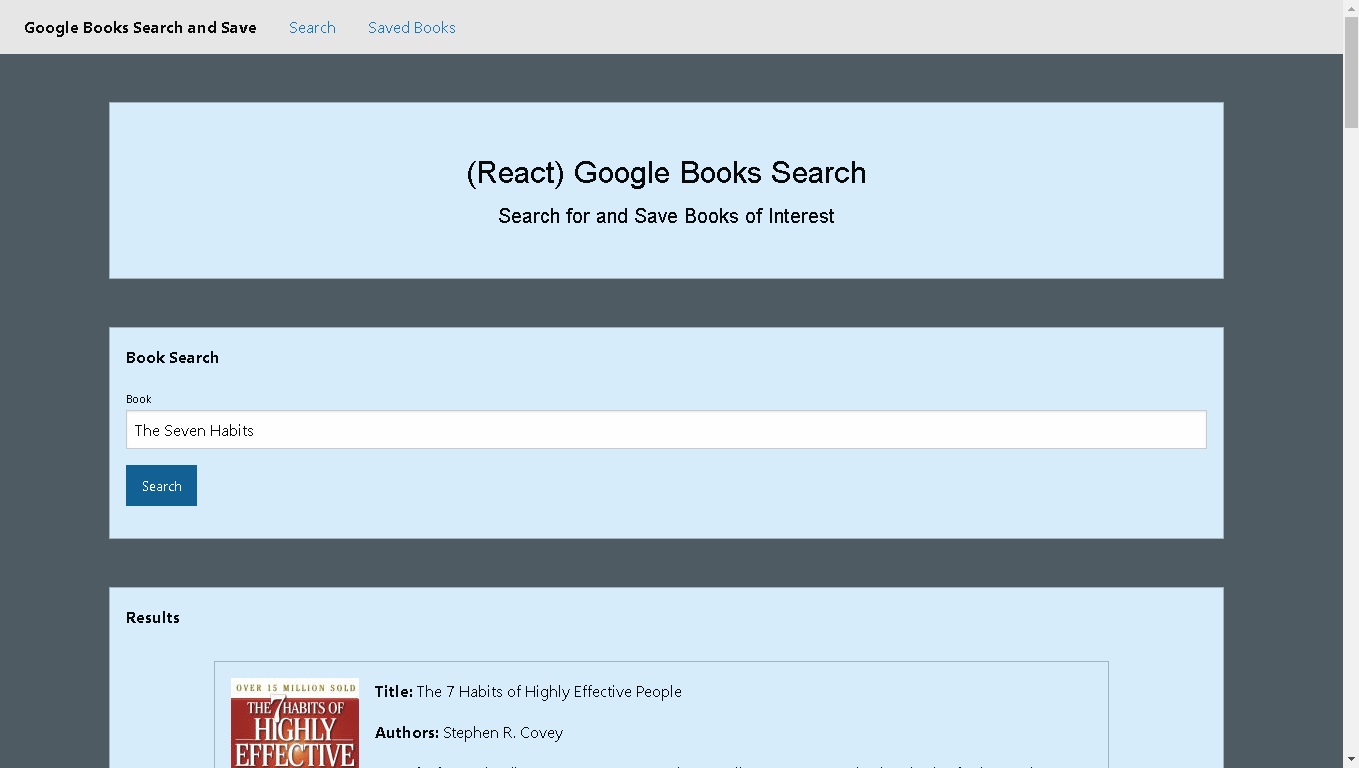 Google Books Search and Save Search Saved Books
(React) Google Books Search
Search for and Save Books of Interest
Book Search
Book
The Seven Habits
Search
Results
OVER 15 MILLION SOLD
THE 7 HABITS OF
HIGHLY
EFFECTIVE
Title: The 7 Habits of Highly Effective People
Authors: Stephen R. Covey